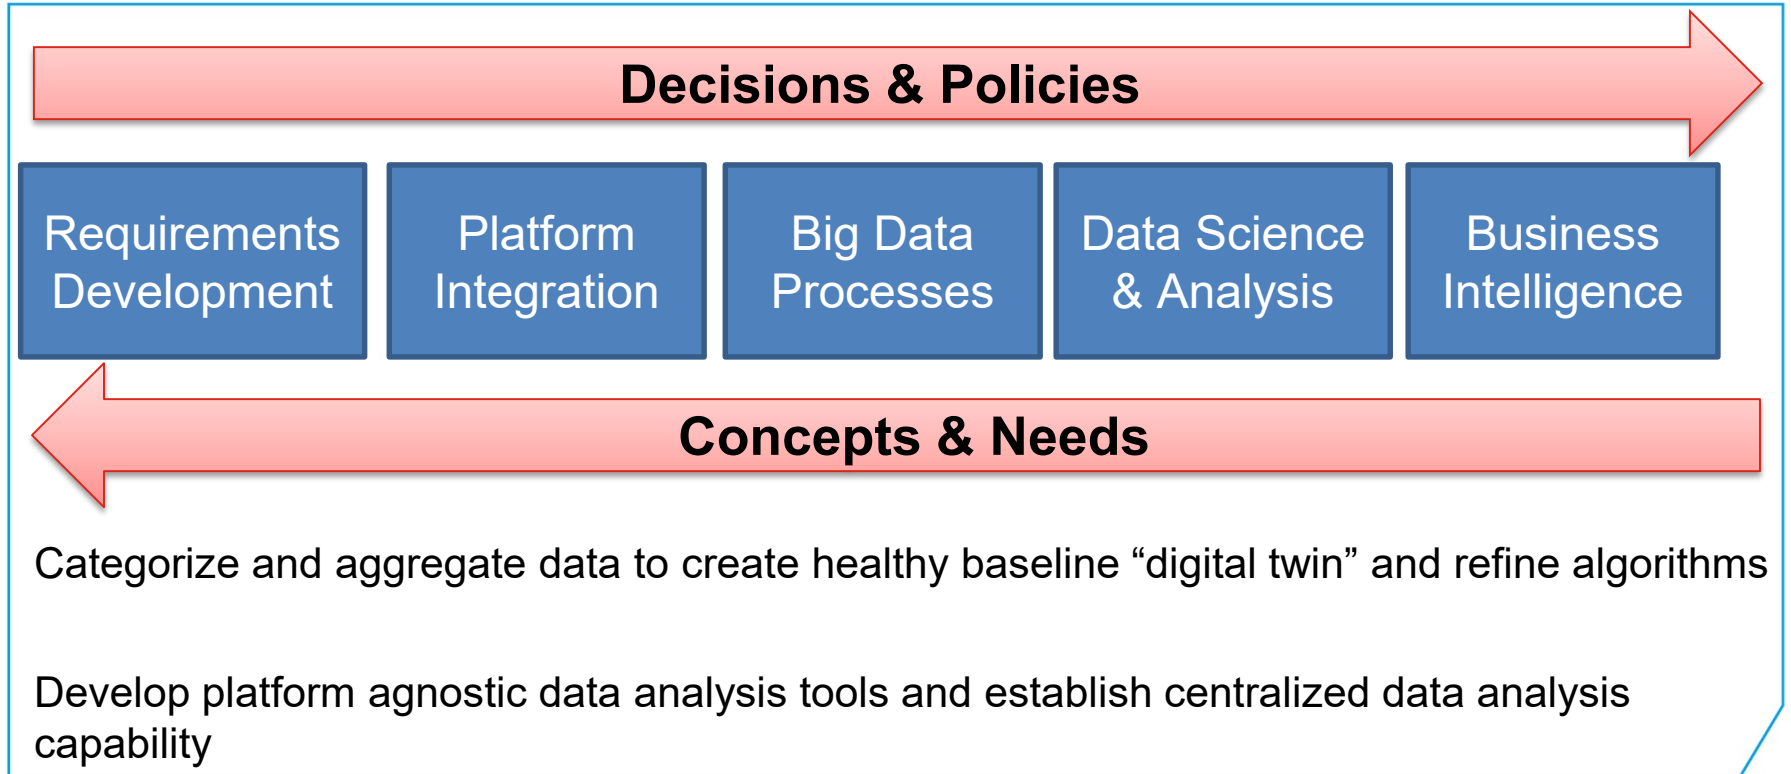 Decisions & Policies
Requirements
Development
Platform
Integration
Big Data
Processes
Data Science
& Analysis
Business
Intelligence
Concepts & Needs
Categorize and aggregate data to create healthy baseline “digital twin” and refine algorithms
Develop platform agnostic data analysis tools and establish centralized data analysis
capability